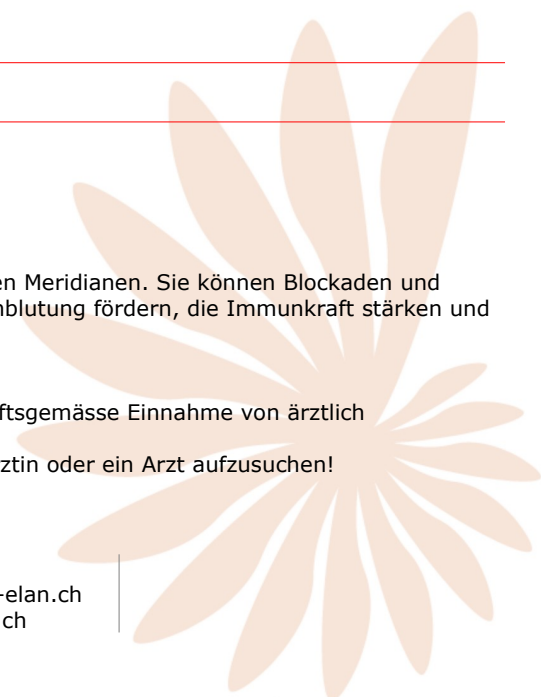 en Meridianen. Sie können Blockaden und
nblutung fördern, die Immunkraft stärken und
ftsgemässe Einnahme von ärztlich
ztin oder ein Arzt aufzusuchen!
-elan.ch
ch